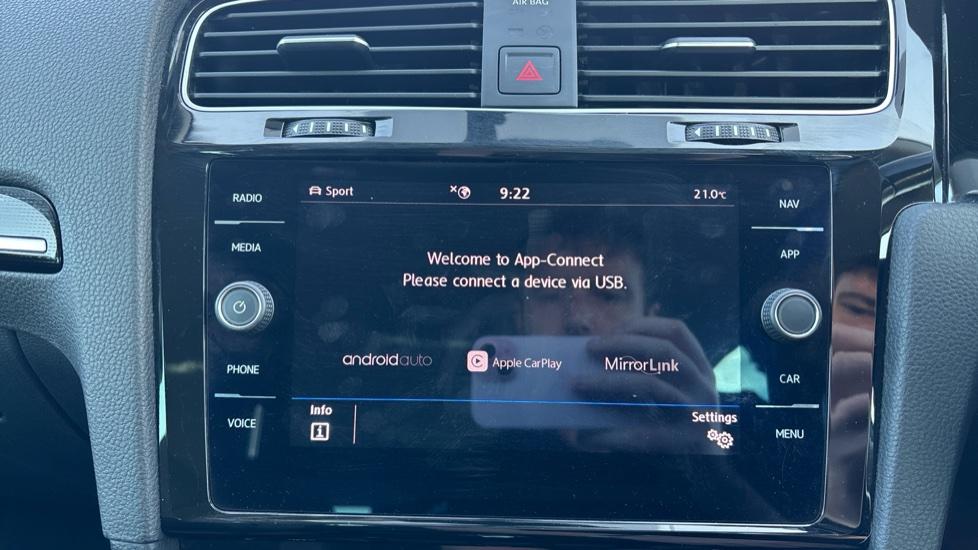 AIR BAG
RADIO
MEDIA
PHONE
VOICE
Sport
9:22
21.0°C
Welcome to App-Connect
Please connect a device via USB.
androidauto
Apple CarPlay
MirrorLink
Info
Settings
NAV
APP
CAR
MENU